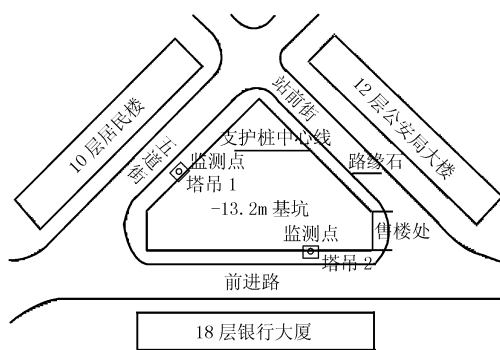 站前街
12层公安局大楼
10层居民楼
五道街
支护桩中心线
监测点
塔吊1
路缘石
-13.2m基坑
监测点
售楼处
塔吊2
前进路
18层银行大厦